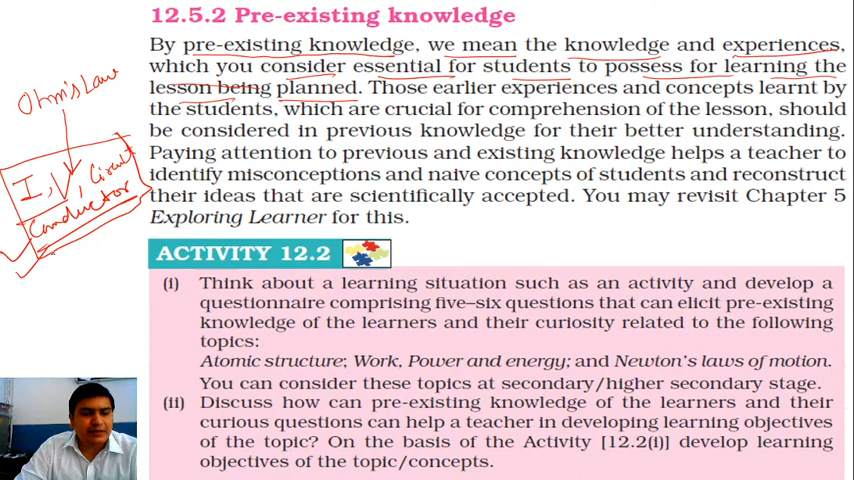 12.5.2 Pre-existing knowledge
By pre-existing knowledge, we mean the knowledge and experiences,
which you consider essential for students to possess for learning the
lesson being planned. Those earlier experiences and concepts learnt by
the students, which are crucial for comprehension of the lesson, should
be considered in previous knowledge for their better understanding.
Paying attention to previous and existing knowledge helps a teacher to
identify misconceptions and naive concepts of students and reconstruct
their ideas that are scientifically accepted. You may revisit Chapter 5
Exploring Learner for this.
Ohm's Law
I, V, Circuit
Conductor
ACTIVITY 12.2
(i) Think about a learning situation such as an activity and develop a
questionnaire comprising five–six questions that can elicit pre-existing
knowledge of the learners and their curiosity related to the following
topics:
Atomic structure; Work, Power and energy; and Newton's laws of motion.
You can consider these topics at secondary/higher secondary stage.
(ii) Discuss how can pre-existing knowledge of the learners and their
curious questions can help a teacher in developing learning objectives
of the topic? On the basis of the Activity [12.2(i)] develop learning
objectives of the topic/concepts.